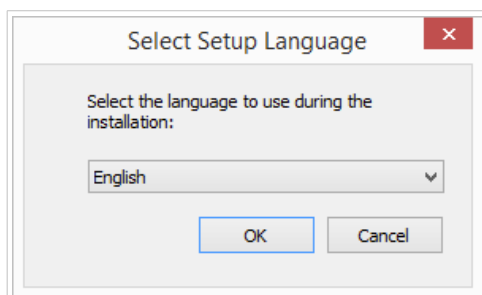 Select Setup Language
Select the language to use during the
installation:
English
OK
Cancel